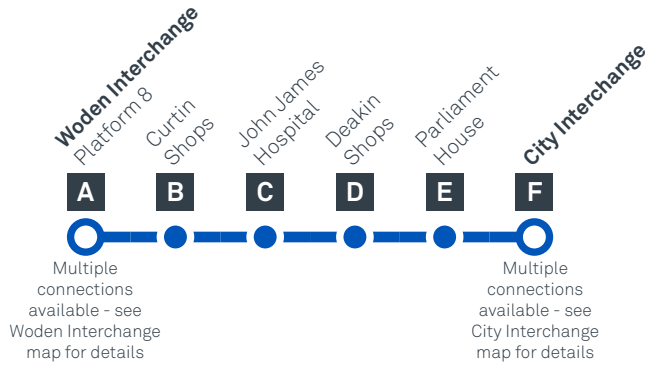 Woden Interchange
Platform 8
Curtin
Shops
John James
Hospital
Deakin
Shops
Parliament
House
City Interchange
A
B
C
D
E
F
Multiple
connections
available - see
Woden Interchange
map for details
Multiple
connections
available - see
City Interchange
map for details